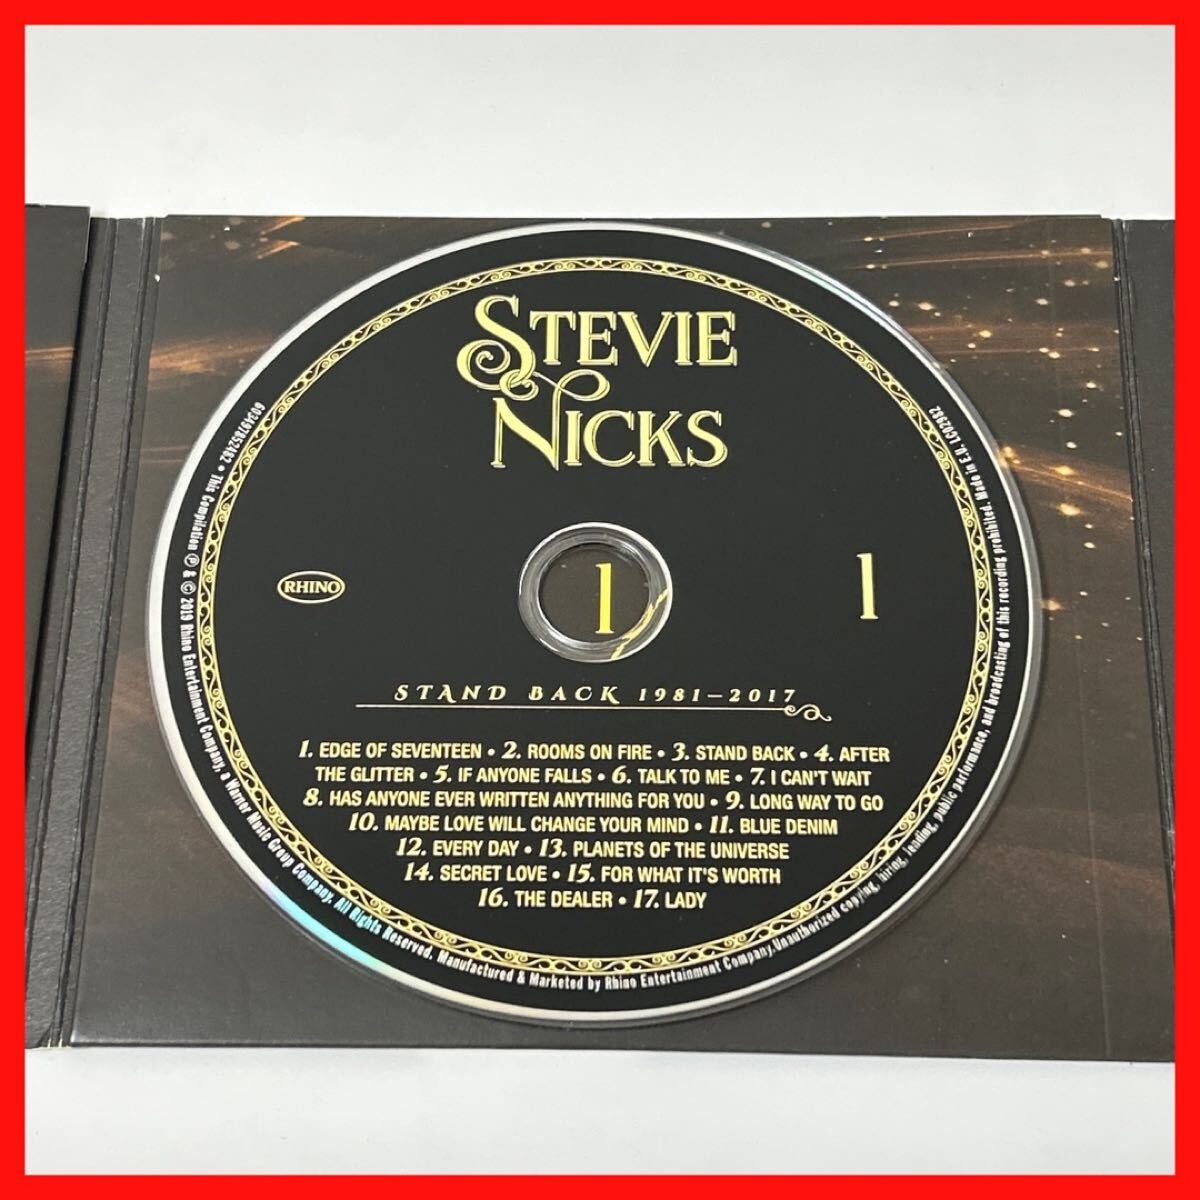 STEVIE
NICKS
RHINO
1
1
STAND BACK 1981–2017
1. EDGE OF SEVENTEEN • 2. ROOMS ON FIRE • 3. STAND BACK • 4. AFTER
THE GLITTER • 5. IF ANYONE FALLS • 6. TALK TO ME • 7. I CAN'T WAIT
8. HAS ANYONE EVER WRITTEN ANYTHING FOR YOU • 9. LONG WAY TO GO
10. MAYBE LOVE WILL CHANGE YOUR MIND • 11. BLUE DENIM
12. EVERY DAY • 13. PLANETS OF THE UNIVERSE
14. SECRET LOVE • 15. FOR WHAT IT'S WORTH
16. THE DEALER • 17. LADY
603497852482 • This Compilation ℗ & © 2019 Rhino Entertainment Company, a Warner Music Group Company. All Rights Reserved. Manufactured & Marketed by Rhino Entertainment Company. Unauthorized copying, hiring, lending, public performance, and broadcasting of this recording prohibited. Made in E.U. LC02982